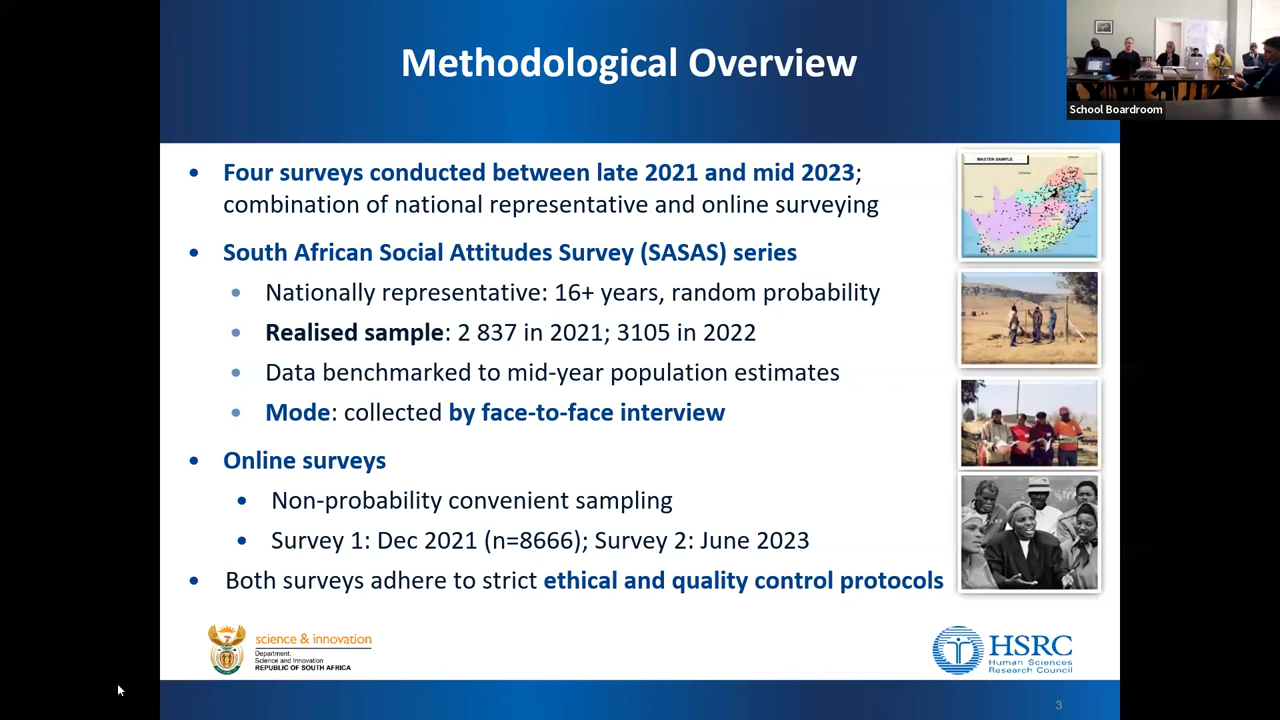 Methodological Overview
School Boardroom
Four surveys conducted between late 2021 and mid 2023;
combination of national representative and online surveying
South African Social Attitudes Survey (SASAS) series
Nationally representative: 16+ years, random probability
Realised sample: 2 837 in 2021; 3105 in 2022
Data benchmarked to mid-year population estimates
Mode: collected by face-to-face interview
Online surveys
Non-probability convenient sampling
Survey 1: Dec 2021 (n=8666); Survey 2: June 2023
Both surveys adhere to strict ethical and quality control protocols
MASTER SAMPLE
science & innovation
Department:
Science and Innovation
REPUBLIC OF SOUTH AFRICA
HSRC
Human Sciences
Research Council
3